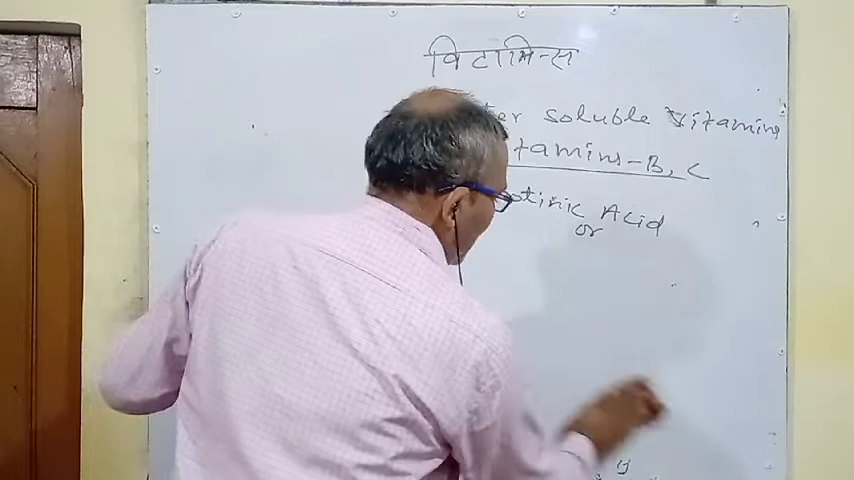 विटामिन्स
ter soluble Vitamins
tamins-B, C
otinic Acid
or